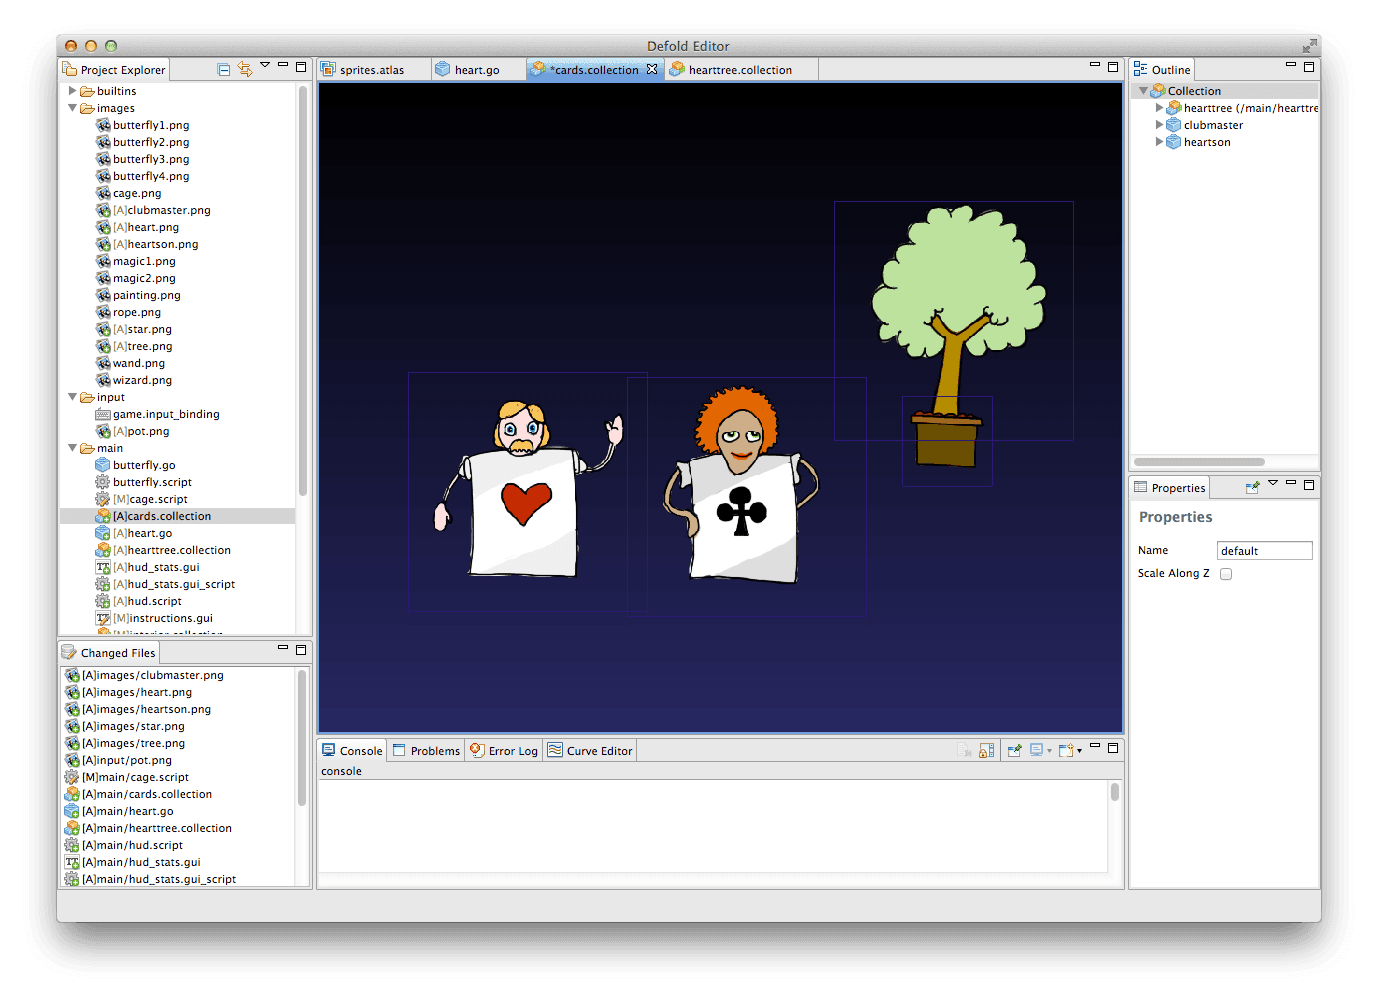 Defold Editor
Project Explorer
builtins
images
butterfly1.png
butterfly2.png
butterfly3.png
butterfly4.png
cage.png
[A]clubmaster.png
[A]heart.png
[A]heartson.png
magic1.png
magic2.png
painting.png
rope.png
[A]star.png
[A]tree.png
wand.png
wizard.png
input
game.input_binding
[A]pot.png
main
butterfly.go
butterfly.script
[M]cage.script
[A]cards.collection
[A]heart.go
[A]hearttree.collection
[A]hud_stats.gui
[A]hud_stats.gui_script
[A]hud.script
[M]instructions.gui
[M]interior.collection
Changed Files
[A]images/clubmaster.png
[A]images/heart.png
[A]images/heartson.png
[A]images/star.png
[A]images/tree.png
[A]input/pot.png
[M]main/cage.script
[A]main/cards.collection
[A]main/heart.go
[A]main/hearttree.collection
[A]main/hud.script
[A]main/hud_stats.gui
[A]main/hud_stats.gui_script
sprites.atlas heart.go *cards.collection hearttree.collection
Console Problems Error Log Curve Editor
console
Outline
Collection
hearttree (/main/hearttre
clubmaster
heartson
Properties
Properties
Name default
Scale Along Z